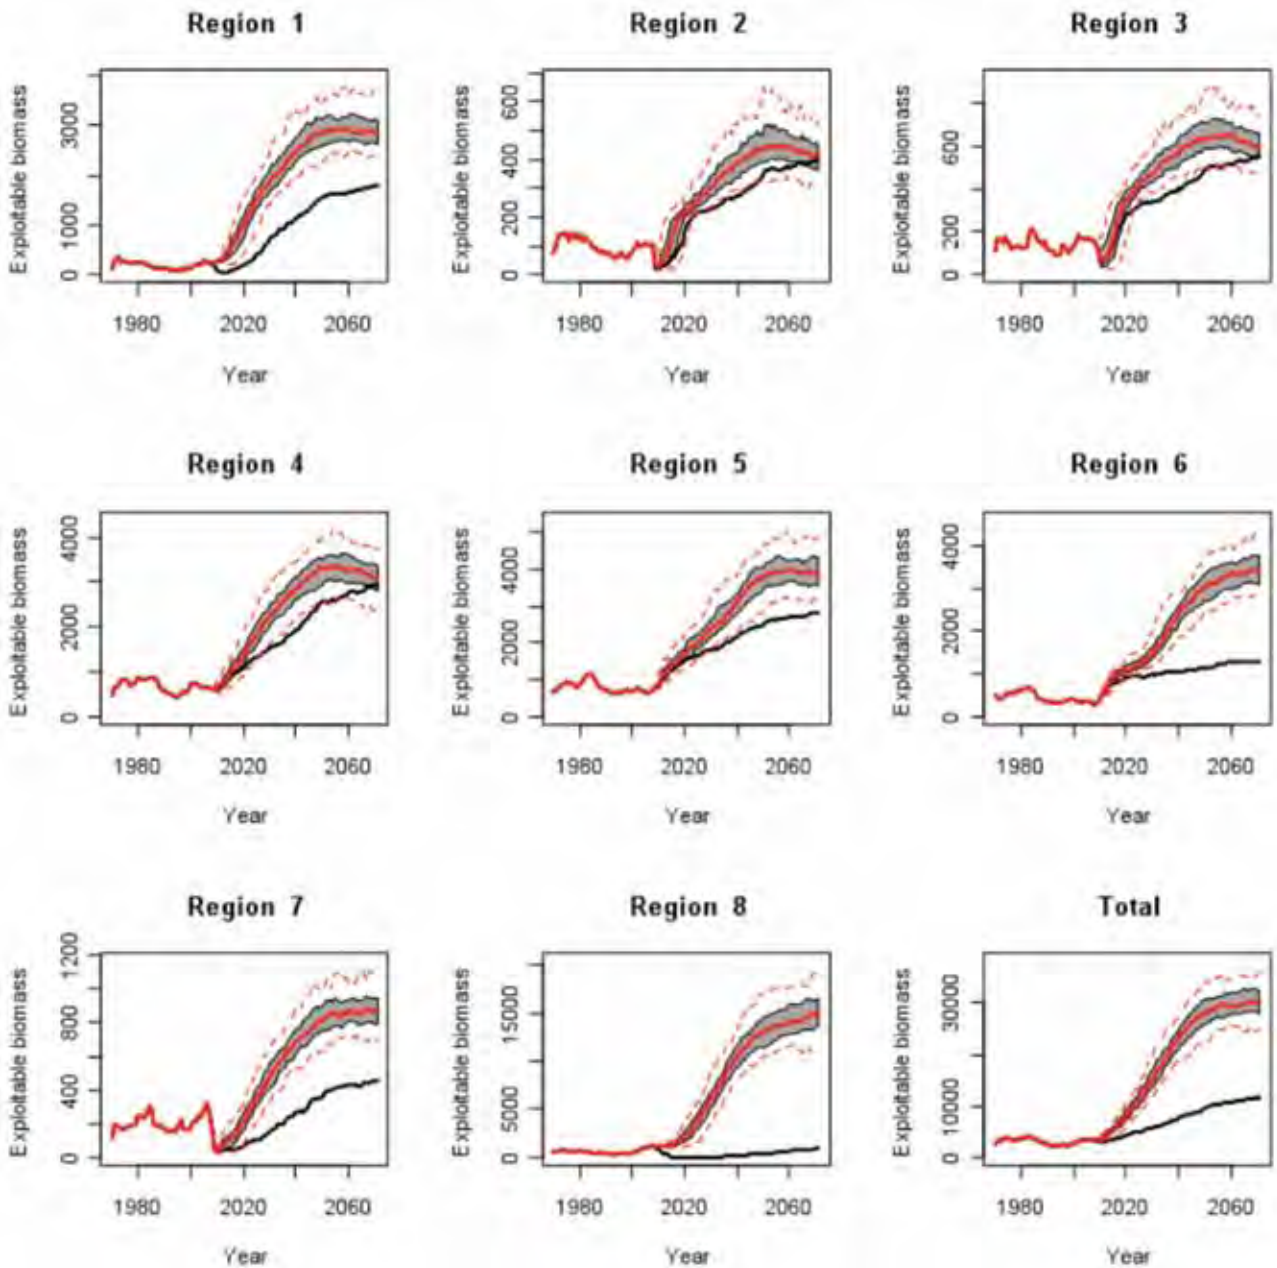 Region 1
Region 2
Region 3
Exploitable biomass
0
1000
3000
1980
2020
2060
Year
Exploitable biomass
0
200
400
600
1980
2020
2060
Year
Exploitable biomass
0
200
600
1980
2020
2060
Year
Region 4
Region 5
Region 6
Exploitable biomass
0
2000
4000
1980
2020
2060
Year
Exploitable biomass
0
2000
4000
1980
2020
2060
Year
Exploitable biomass
0
2000
4000
1980
2020
2060
Year
Region 7
Region 8
Total
Exploitable biomass
0
400
800
1200
1980
2020
2060
Year
Exploitable biomass
0
5000
15000
1980
2020
2060
Year
Exploitable biomass
0
10000
30000
1980
2020
2060
Year